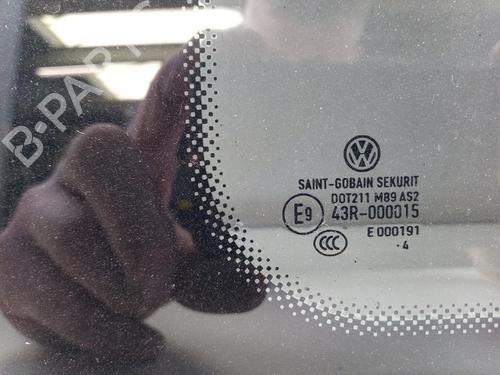 B-PARTS
SAINT-GOBAIN SEKURIT
DOT211 M89 AS2
E9 43R-000015
E 000191
CCC
·4